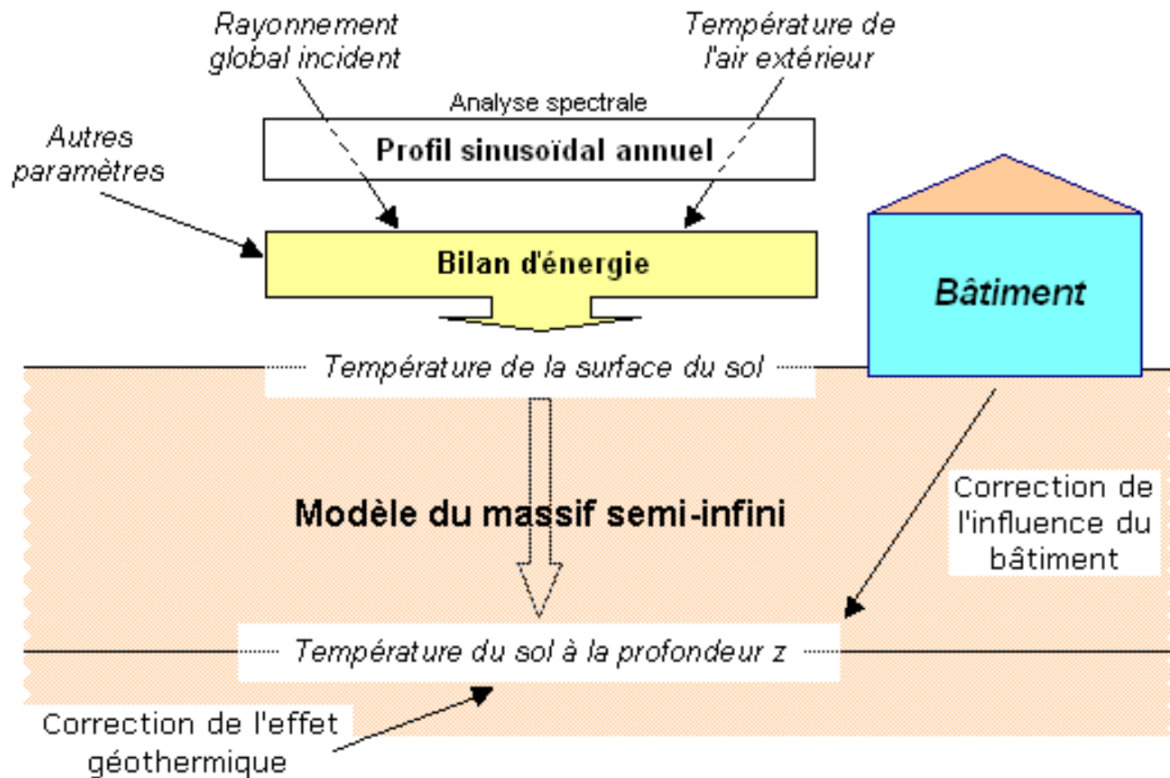 Rayonnement
global incident
Température de
l'air extérieur
Analyse spectrale
Autres
paramètres
Profil sinusoïdal annuel
Bilan d'énergie
Bâtiment
Température de la surface du sol
Modèle du massif semi-infini
Correction de
l'influence du
bâtiment
Température du sol à la profondeur z
Correction de l'effet
géothermique